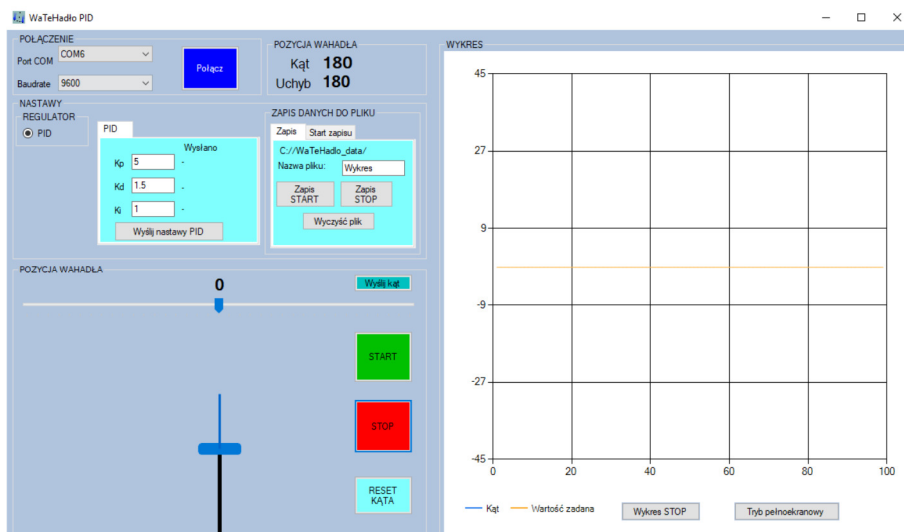 WaTeHadło PID
POŁĄCZENIE
Port COM COM6
Baudrate 9600
Połącz
POZYCJA WAHADŁA
Kąt 180
Uchyb 180
NASTAWY
REGULATOR
PID
PID
Wysłano
Kp 5 -
Kd 1.5 -
Ki 1 -
Wyślij nastawy PID
ZAPIS DANYCH DO PLIKU
Zapis Start zapisu
C://WaTeHadlo_data/
Nazwa pliku: Wykres
Zapis
START
Zapis
STOP
Wyczyść plik
POZYCJA WAHADŁA
0
Wyślij kąt
START
STOP
RESET
KĄTA
WYKRES
45
27
9
-9
-27
-45
0 20 40 60 80 100
Kąt Wartość zadana
Wykres STOP
Tryb pełnoekranowy